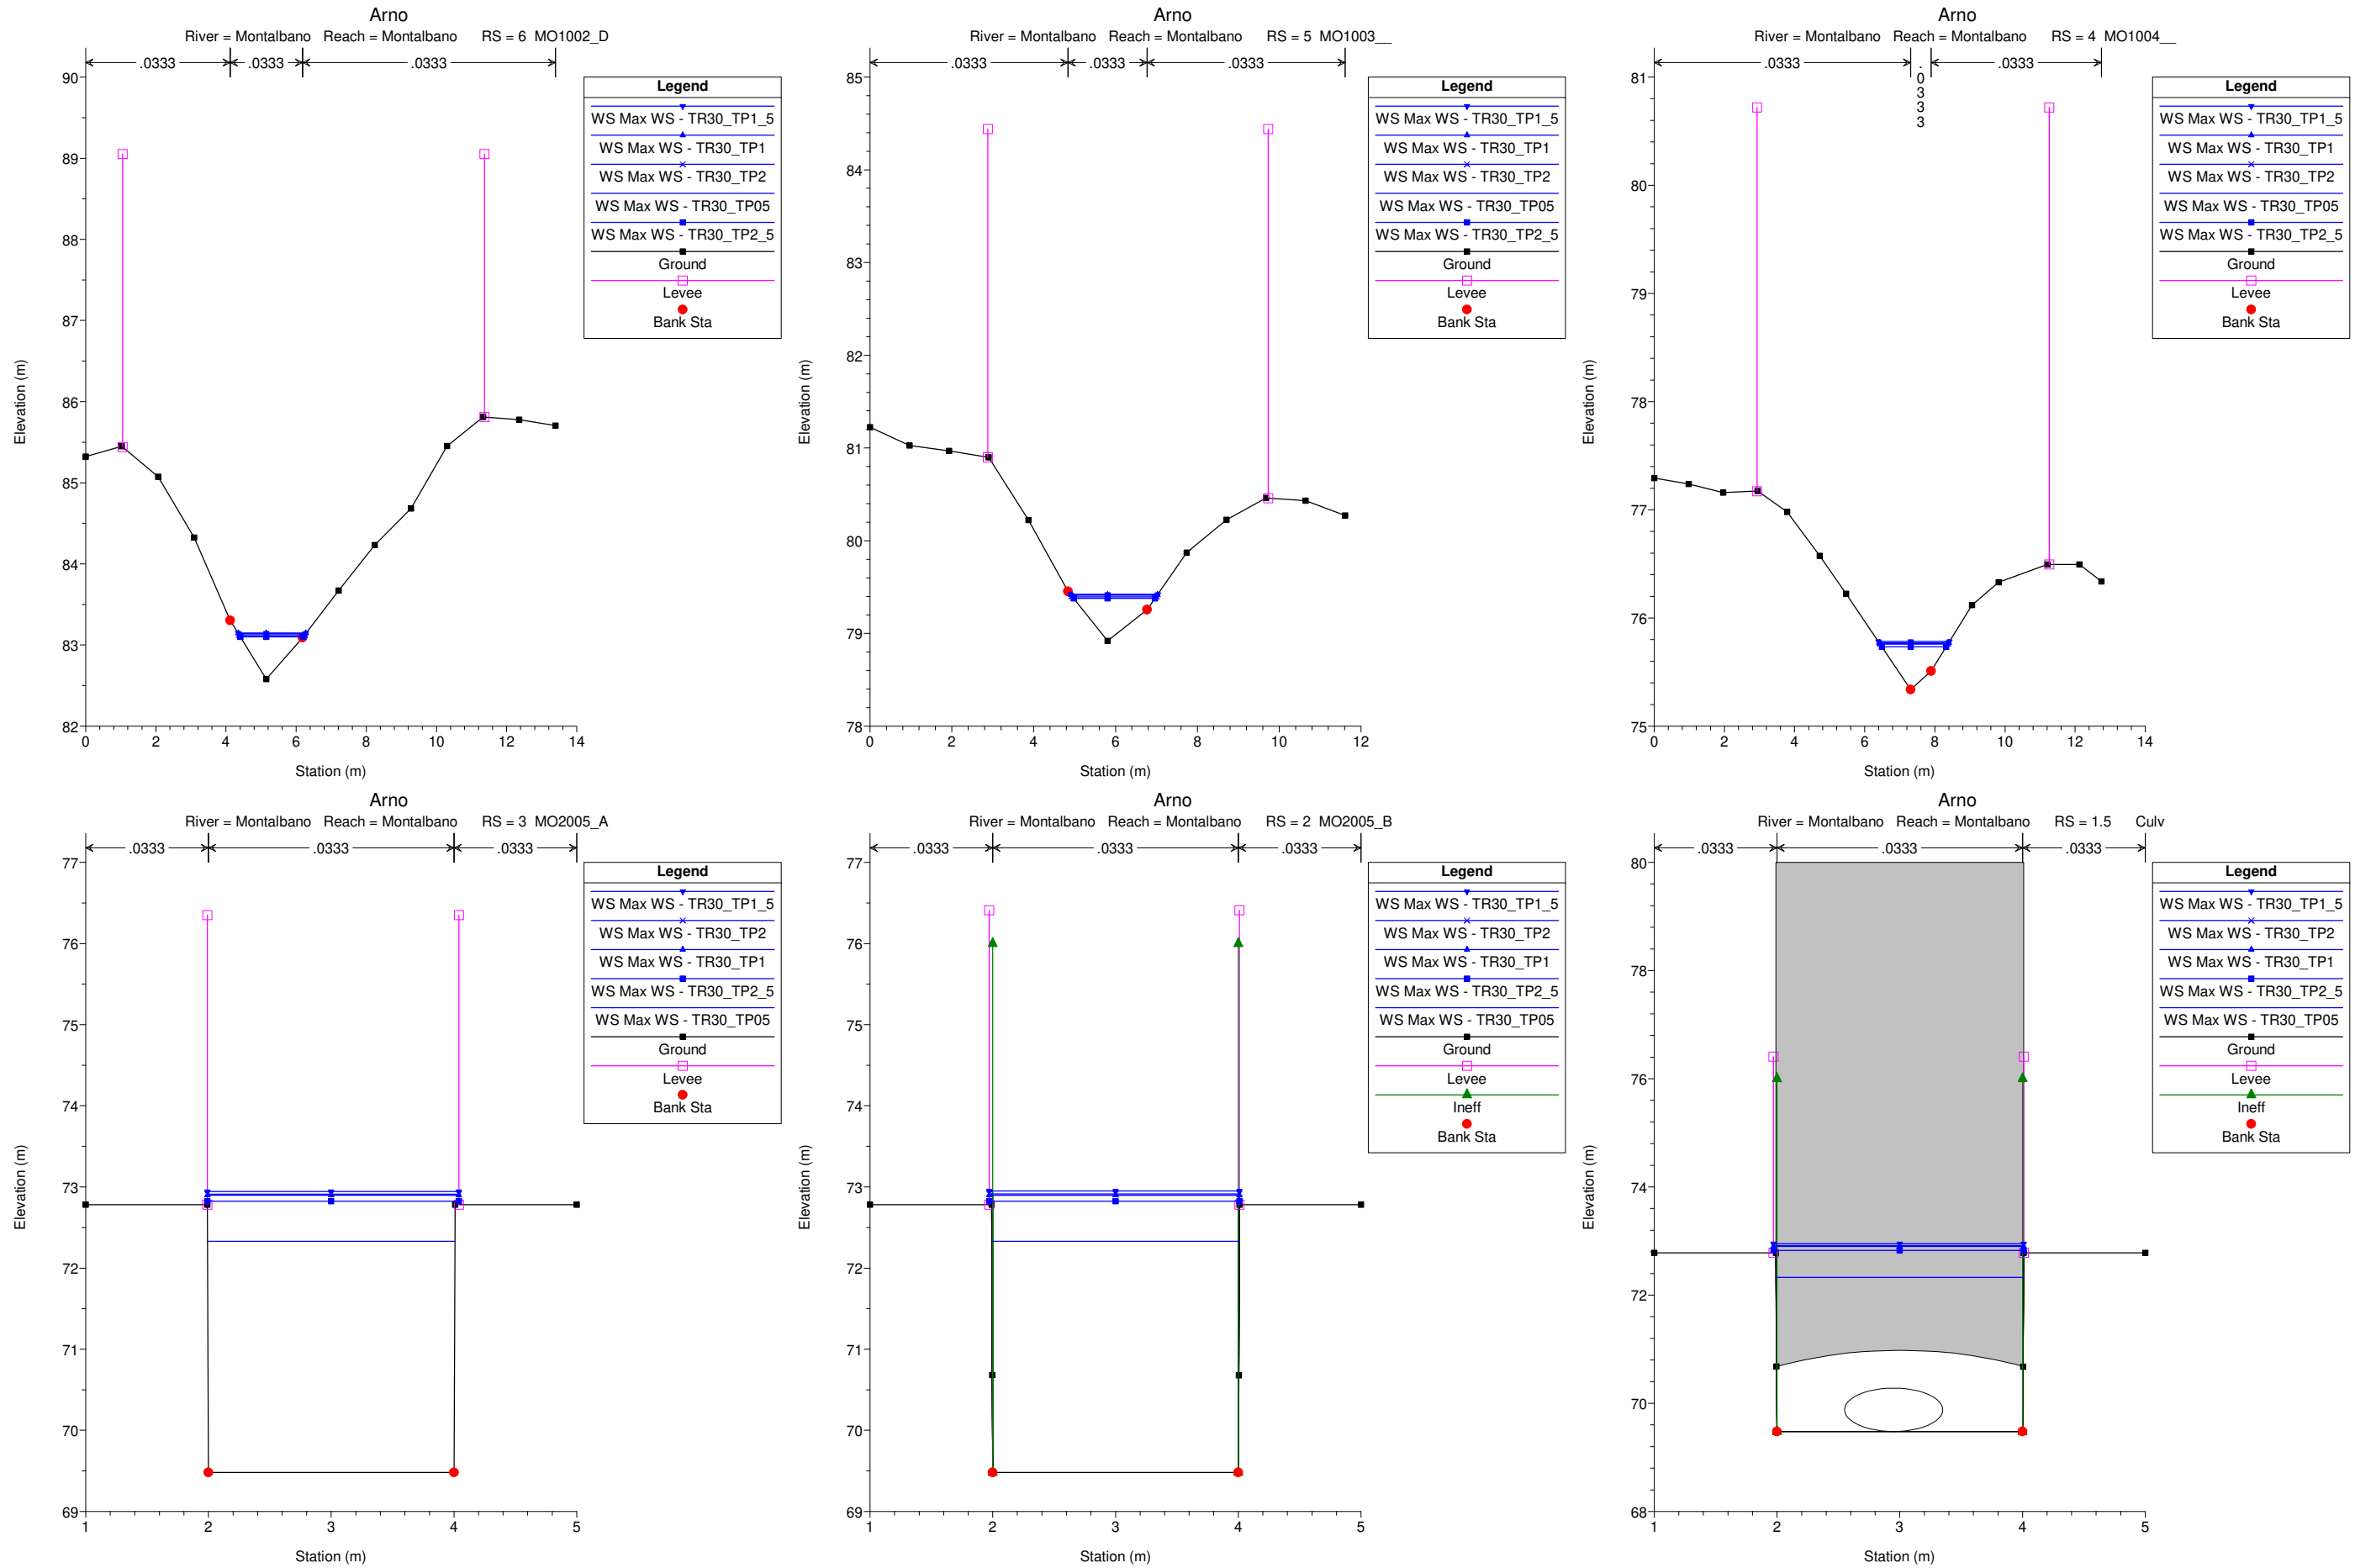 Arno
River = Montalbano Reach = Montalbano RS = 6 MO1002_D
.0333 .0333 .0333
90
89
88
87
86
85
84
83
82
Elevation (m)
0 2 4 6 8 10 12 14
Station (m)
Legend
WS Max WS - TR30_TP1_5
WS Max WS - TR30_TP1
WS Max WS - TR30_TP2
WS Max WS - TR30_TP05
WS Max WS - TR30_TP2_5
Ground
Levee
Bank Sta
Arno
River = Montalbano Reach = Montalbano RS = 5 MO1003__
.0333 .0333 .0333
85
84
83
82
81
80
79
78
Elevation (m)
0 2 4 6 8 10 12
Station (m)
Legend
WS Max WS - TR30_TP1_5
WS Max WS - TR30_TP1
WS Max WS - TR30_TP2
WS Max WS - TR30_TP05
WS Max WS - TR30_TP2_5
Ground
Levee
Bank Sta
Arno
River = Montalbano Reach = Montalbano RS = 4 MO1004__
.0333 .0333 .0333
81
80
79
78
77
76
75
Elevation (m)
0 2 4 6 8 10 12 14
Station (m)
Legend
WS Max WS - TR30_TP1_5
WS Max WS - TR30_TP1
WS Max WS - TR30_TP2
WS Max WS - TR30_TP05
WS Max WS - TR30_TP2_5
Ground
Levee
Bank Sta
Arno
River = Montalbano Reach = Montalbano RS = 3 MO2005_A
.0333 .0333 .0333
77
76
75
74
73
72
71
70
69
Elevation (m)
1 2 3 4 5
Station (m)
Legend
WS Max WS - TR30_TP1_5
WS Max WS - TR30_TP2
WS Max WS - TR30_TP1
WS Max WS - TR30_TP2_5
WS Max WS - TR30_TP05
Ground
Levee
Bank Sta
Arno
River = Montalbano Reach = Montalbano RS = 2 MO2005_B
.0333 .0333 .0333
77
76
75
74
73
72
71
70
69
Elevation (m)
1 2 3 4 5
Station (m)
Legend
WS Max WS - TR30_TP1_5
WS Max WS - TR30_TP2
WS Max WS - TR30_TP1
WS Max WS - TR30_TP2_5
WS Max WS - TR30_TP05
Ground
Levee
Ineff
Bank Sta
Arno
River = Montalbano Reach = Montalbano RS = 1.5 Culv
.0333 .0333 .0333
80
78
76
74
72
70
68
Elevation (m)
1 2 3 4 5
Station (m)
Legend
WS Max WS - TR30_TP1_5
WS Max WS - TR30_TP2
WS Max WS - TR30_TP1
WS Max WS - TR30_TP2_5
WS Max WS - TR30_TP05
Ground
Levee
Ineff
Bank Sta